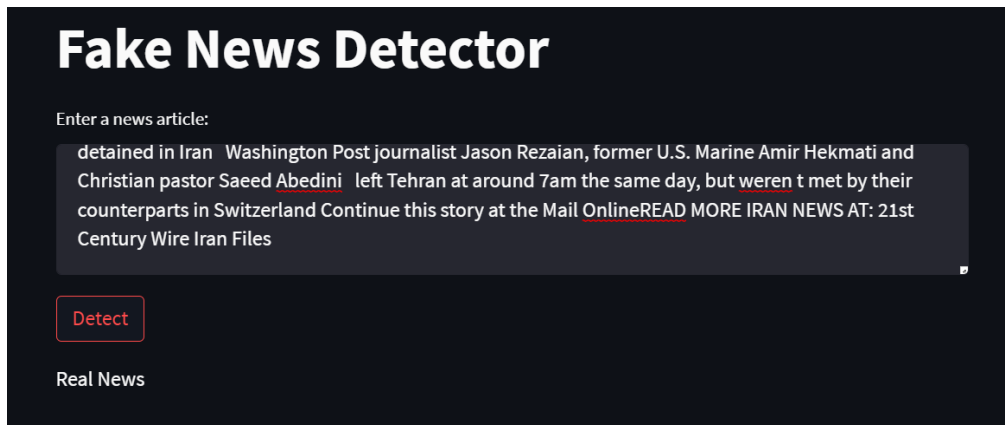 Fake News Detector
Enter a news article:
detained in Iran   Washington Post journalist Jason Rezaian, former U.S. Marine Amir Hekmati and
Christian pastor Saeed Abedini   left Tehran at around 7am the same day, but weren t met by their
counterparts in Switzerland Continue this story at the Mail OnlineREAD MORE IRAN NEWS AT: 21st
Century Wire Iran Files
Detect
Real News